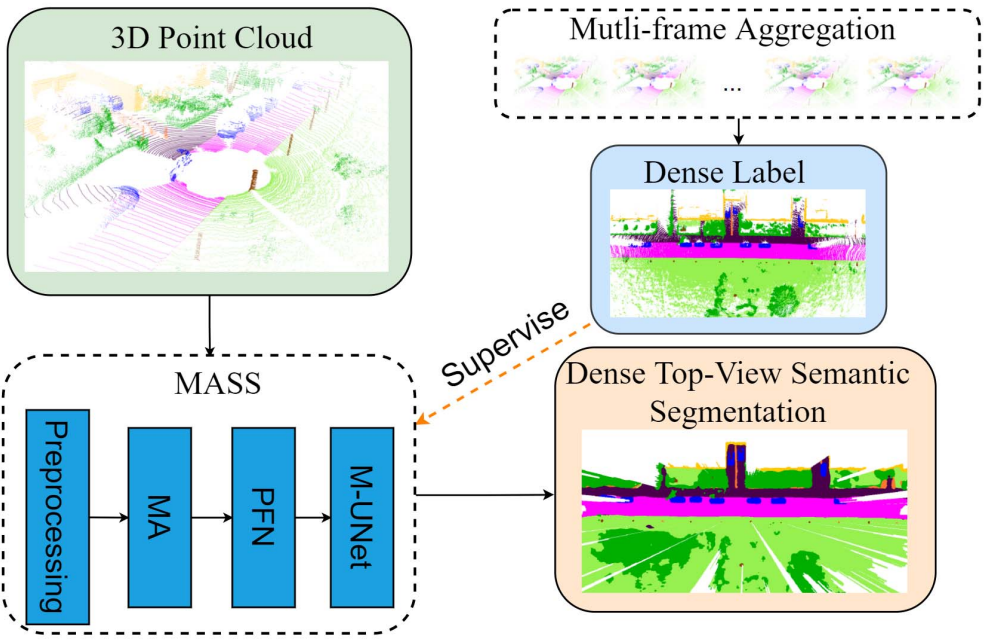 3D Point Cloud
Mutli-frame Aggregation
...
Dense Label
Supervise
MASS
Preprocessing
MA
PFN
M-UNet
Dense Top-View Semantic
Segmentation